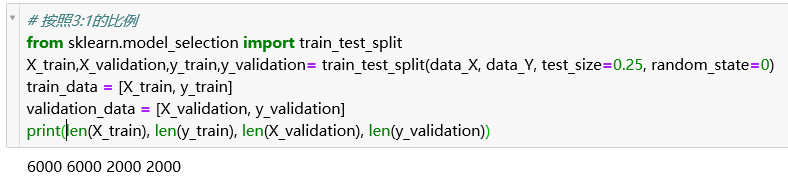 # 按照3:1的比例
from sklearn.model_selection import train_test_split
X_train,X_validation,y_train,y_validation= train_test_split(data_X, data_Y, test_size=0.25, random_state=0)
train_data = [X_train, y_train]
validation_data = [X_validation, y_validation]
print(len(X_train), len(y_train), len(X_validation), len(y_validation))
6000 6000 2000 2000